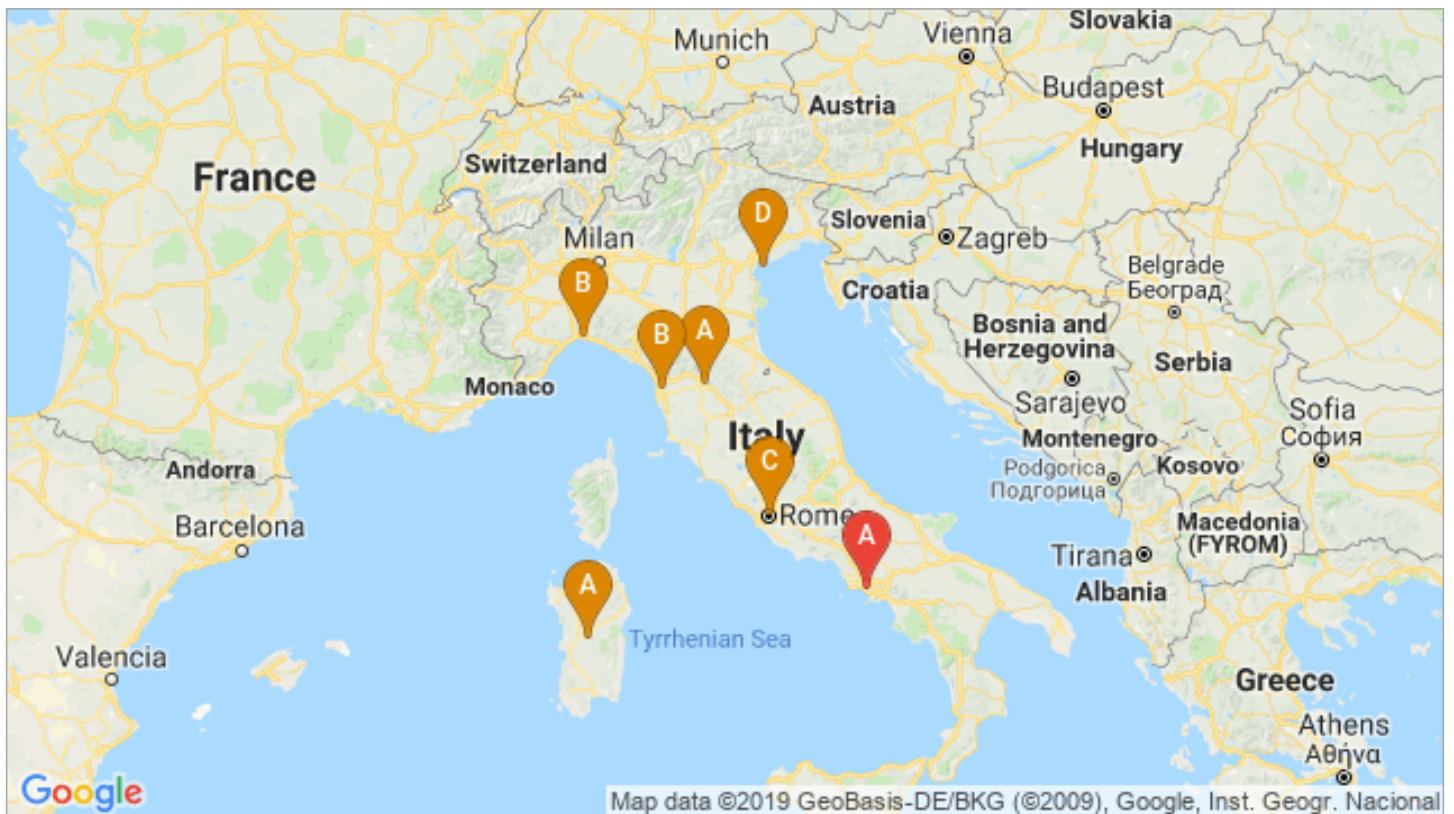 Slovakia
Munich
Vienna
Austria
Budapest
Hungary
France
Switzerland
D
Slovenia
Zagreb
Milan
B
Croatia
Belgrade
Београд
Bosnia and
Herzegovina
Serbia
B
A
Monaco
Sarajevo
Sofia
София
Italy
Montenegro
Podgorica
Подгорица
Kosovo
Andorra
C
Barcelona
Rome
A
Macedonia
(FYROM)
Tirana
Albania
A
Tyrrhenian Sea
Valencia
Greece
Athens
Αθήνα
Google
Map data ©2019 GeoBasis-DE/BKG (©2009), Google, Inst. Geogr. Nacional